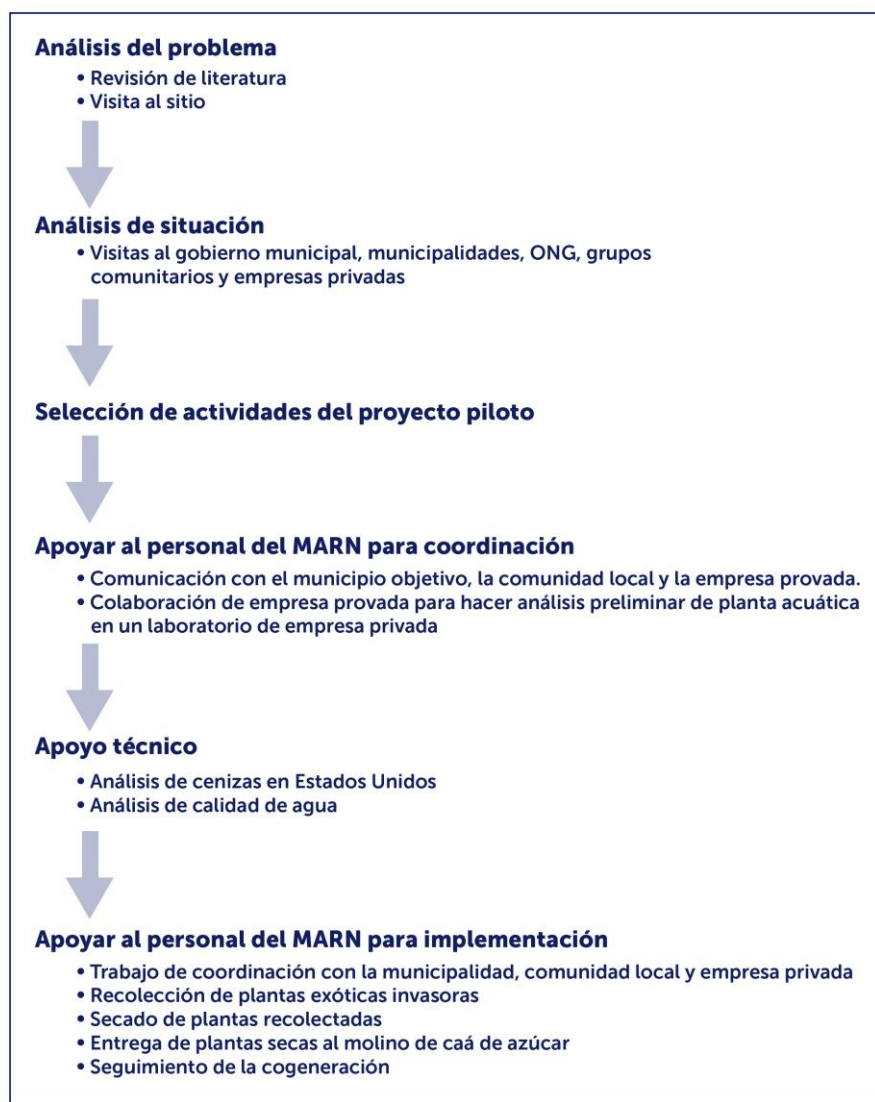 Análisis del problema
• Revisión de literatura
• Visita al sitio
Análisis de situación
• Visitas al gobierno municipal, municipalidades, ONG, grupos
comunitarios y empresas privadas
Selección de actividades del proyecto piloto
Apoyar al personal del MARN para coordinación
• Comunicación con el municipio objetivo, la comunidad local y la empresa provada.
• Colaboración de empresa provada para hacer análisis preliminar de planta acuática
en un laboratorio de empresa privada
Apoyo técnico
• Análisis de cenizas en Estados Unidos
• Análisis de calidad de agua
Apoyar al personal del MARN para implementación
• Trabajo de coordinación con la municipalidad, comunidad local y empresa privada
• Recolección de plantas exóticas invasoras
• Secado de plantas recolectadas
• Entrega de plantas secas al molino de caá de azúcar
• Seguimiento de la cogeneración